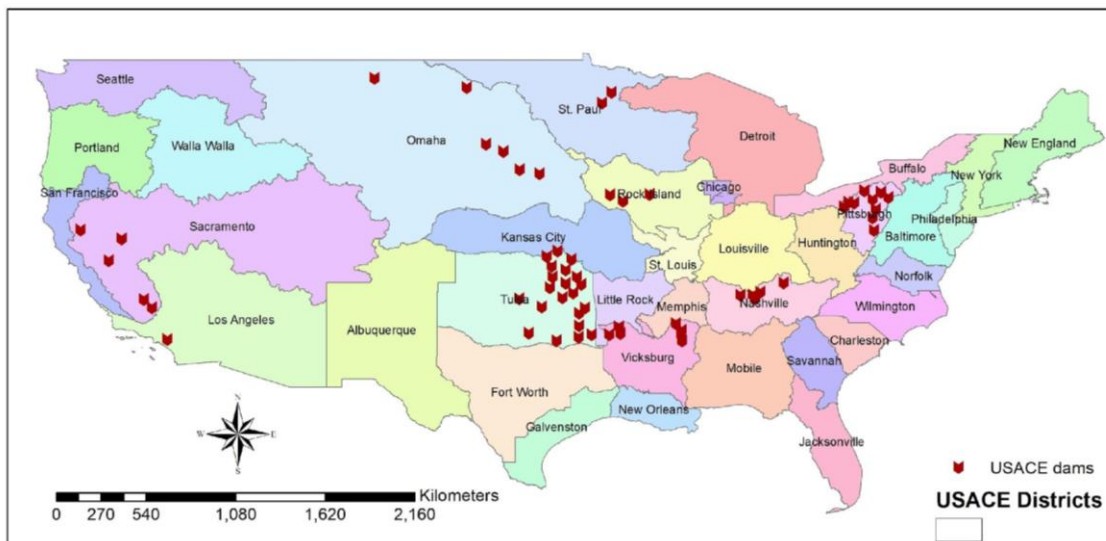 Seattle
Portland
Walla Walla
San Francisco
Sacramento
Los Angeles
Albuquerque
Omaha
St. Paul
Detroit
Rock Island
Chicago
Kansas City
St. Louis
Louisville
Huntington
Pittsburgh
Buffalo
New York
New England
Philadelphia
Baltimore
Norfolk
Wilmington
Charleston
Savannah
Jacksonville
Nashville
Memphis
Little Rock
Tulsa
Vicksburg
Mobile
Fort Worth
New Orleans
Galvenston
N
W
E
S
Kilometers
0 270 540 1,080 1,620 2,160
USACE dams
USACE Districts